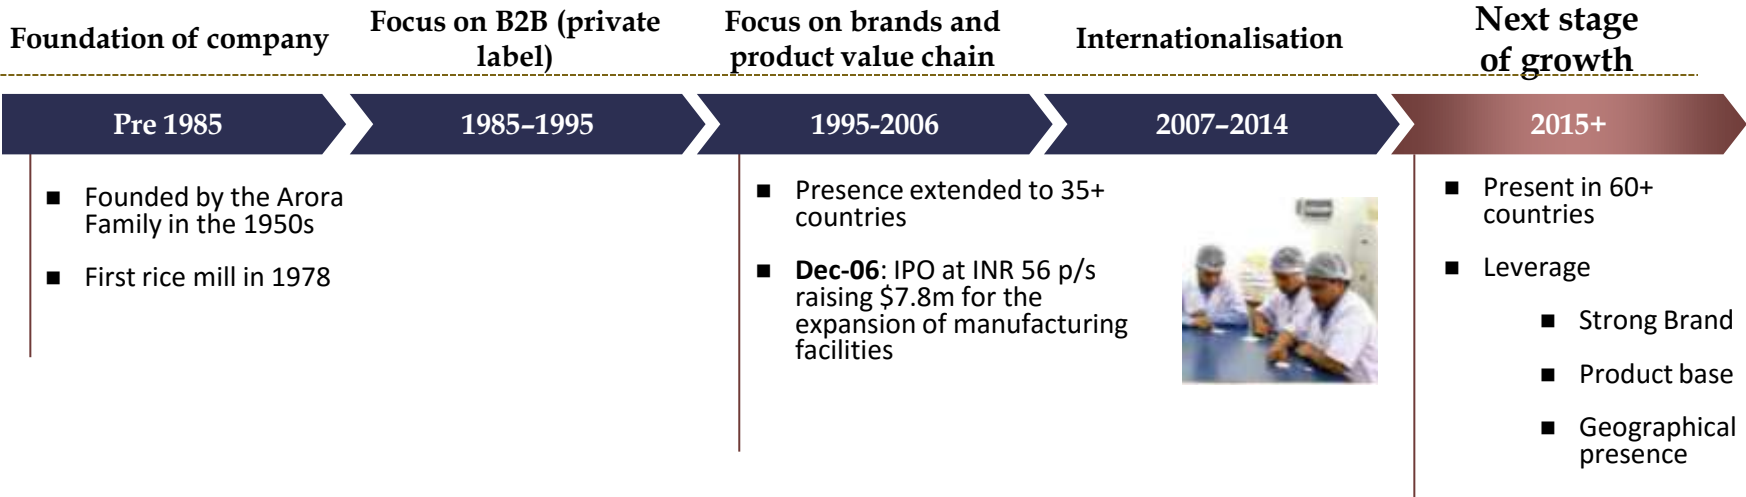 Foundation of company
Focus on B2B (private
label)
Focus on brands and
product value chain
Internationalisation
Next stage
of growth
Pre 1985
1985–1995
1995-2006
2007–2014
2015+
■ Founded by the Arora
Family in the 1950s
■ First rice mill in 1978
■ Presence extended to 35+
countries
■ Dec-06: IPO at INR 56 p/s
raising $7.8m for the
expansion of manufacturing
facilities
■ Present in 60+
countries
■ Leverage
■ Strong Brand
■ Product base
■ Geographical
presence